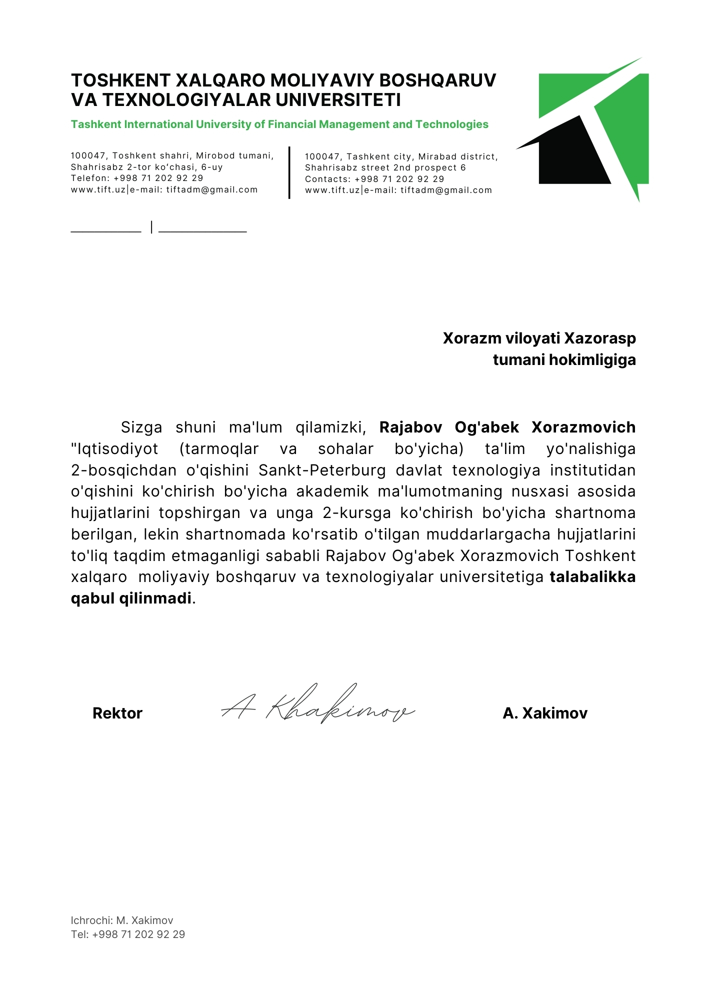 TOSHKENT XALQARO MOLIYAVIY BOSHQARUV
VA TEXNOLOGIYALAR UNIVERSITETI
Tashkent International University of Financial Management and Technologies
100047, Toshkent shahri, Mirobod tumani,
Shahrisabz 2-tor ko‘chasi, 6-uy
Telefon: +998 71 202 92 29
www.tift.uz|e-mail: tiftadm@gmail.com
100047, Tashkent city, Mirabad district,
Shahrisabz street 2nd prospect 6
Contacts: +998 71 202 92 29
www.tift.uz|e-mail: tiftadm@gmail.com
Xorazm viloyati Xazorasp
tumani hokimligiga
Sizga shuni ma'lum qilamizki, Rajabov Og'abek Xorazmovich
"Iqtisodiyot (tarmoqlar va sohalar bo'yicha) ta'lim yo'nalishiga
2-bosqichdan o'qishini Sankt-Peterburg davlat texnologiya institutidan
o'qishini ko'chirish bo'yicha akademik ma'lumotmaning nusxasi asosida
hujjatlarini topshirgan va unga 2-kursga ko'chirish bo'yicha shartnoma
berilgan, lekin shartnomada ko'rsatib o'tilgan muddarlargacha hujjatlarini
to'liq taqdim etmaganligi sababli Rajabov Og'abek Xorazmovich Toshkent
xalqaro moliyaviy boshqaruv va texnologiyalar universitetiga talabalikka
qabul qilinmadi.
Rektor A Khakimov A. Xakimov
Ichrochi: M. Xakimov
Tel: +998 71 202 92 29